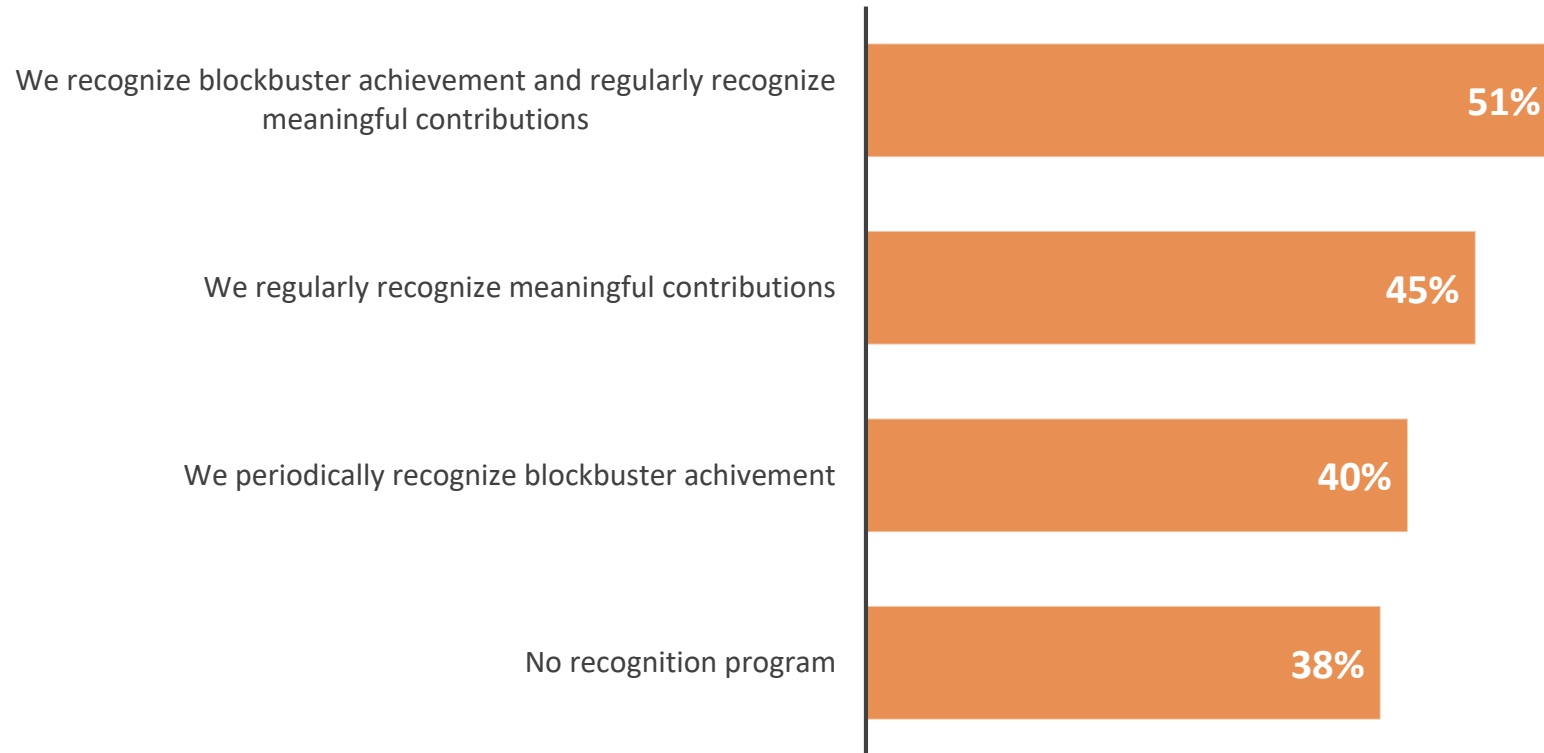 We recognize blockbuster achievement and regularly recognize
meaningful contributions
51%
We regularly recognize meaningful contributions
45%
We periodically recognize blockbuster achivement
40%
No recognition program
38%